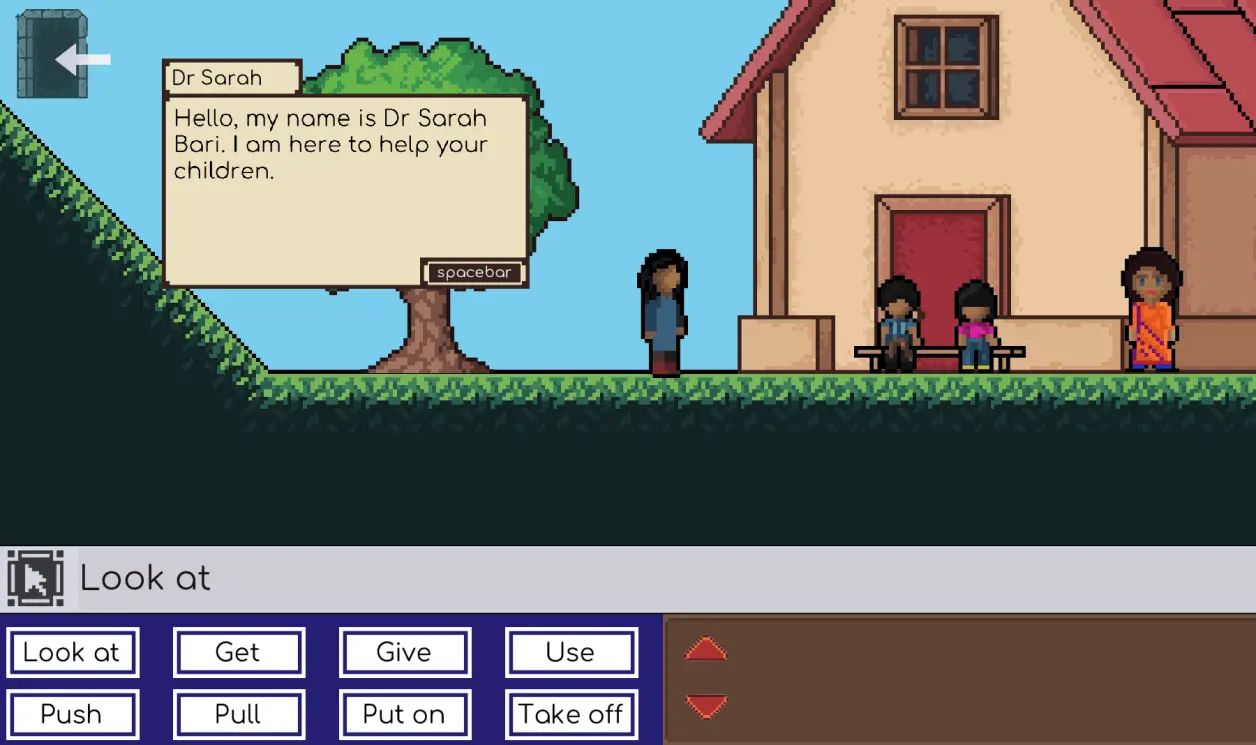 Dr Sarah
Hello, my name is Dr Sarah
Bari. I am here to help your
children.
spacebar
Look at
Look at Get Give Use
Push Pull Put on Take off